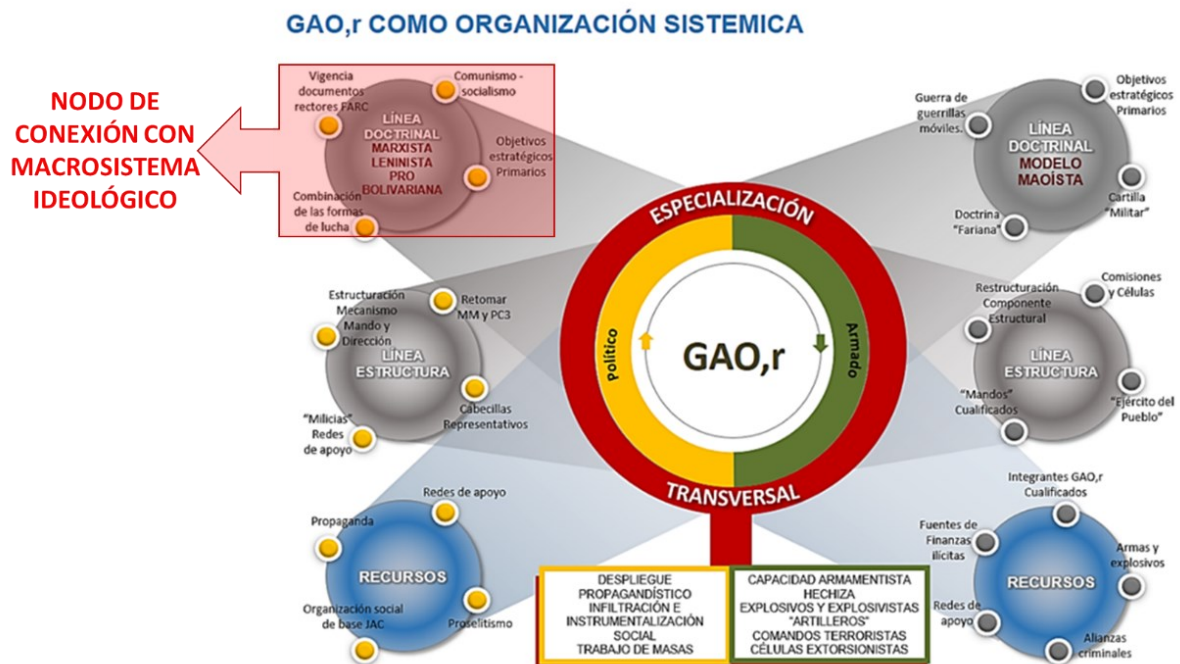 GAO,r COMO ORGANIZACIÓN SISTEMICA
NODO DE
CONEXIÓN CON
MACROSISTEMA
IDEOLÓGICO
Vigencia
documentos
rectores FARC
Comunismo -
socialismo
LÍNEA
DOCTRINAL
MARXISTA
LENINISTA
PRO
BOLIVARIANA
Objetivos
estratégicos
Primarios
Combinación
de las formas
de lucha
Guerra de
guerrillas
móviles.
Objetivos
estratégicos
Primarios
LÍNEA
DOCTRINAL
MODELO
MAOÍSTA
Cartilla
"Militar"
Doctrina
"Fariana"
ESPECIALIZACIÓN
Político
Armado
GAO,r
TRANSVERSAL
Estructuración
Mecanismo
Mando y
Dirección
Retomar
MM y PC3
LÍNEA
ESTRUCTURA
Cabecillas
Representativos
"Milicias"
Redes
de apoyo
Restructuración
Componente
Estructural
Comisiones
y Células
LÍNEA
ESTRUCTURA
"Mandos"
Cualificados
"Ejército del
Pueblo"
Redes de apoyo
Propaganda
RECURSOS
Organización social
de base JAC
Proselitismo
Integrantes GAO,r
Cualificados
Fuentes de
Finanzas
ilícitas
Armas y
explosivos
RECURSOS
Redes de
apoyo
Alianzas
criminales
DESPLIEGUE
PROPAGANDÍSTICO
INFILTRACIÓN E
INSTRUMENTALIZACIÓN
SOCIAL
TRABAJO DE MASAS
CAPACIDAD ARMAMENTISTA
HECHIZA
EXPLOSIVOS Y EXPLOSIVISTAS
"ARTILLEROS"
COMANDOS TERRORISTAS
CÉLULAS EXTORSIONISTAS